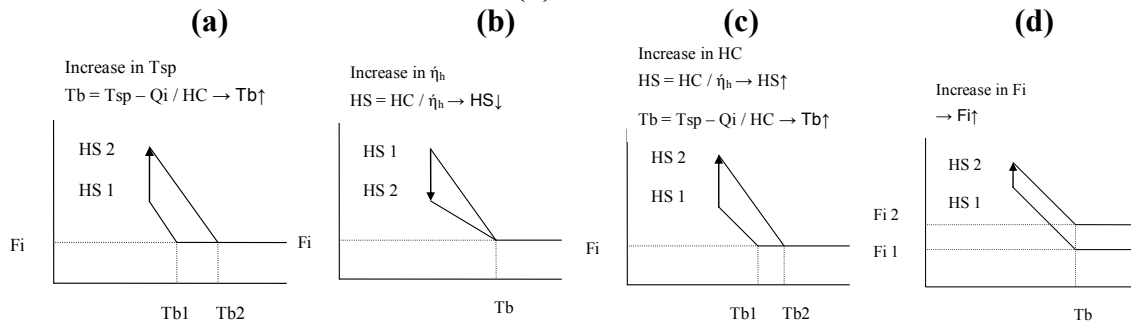 (a)
Increase in Tsp
Tb = Tsp – Qi / HC → Tb↑
HS 2
HS 1
Fi
Tb1 Tb2
(b)
Increase in ήₕ
HS = HC / ήₕ → HS↓
HS 1
HS 2
Fi
Tb
(c)
Increase in HC
HS = HC / ήₕ → HS↑
Tb = Tsp – Qi / HC → Tb↑
HS 2
HS 1
Fi
Tb1 Tb2
(d)
Increase in Fi
→ Fi↑
HS 2
HS 1
Fi 2
Fi 1
Tb